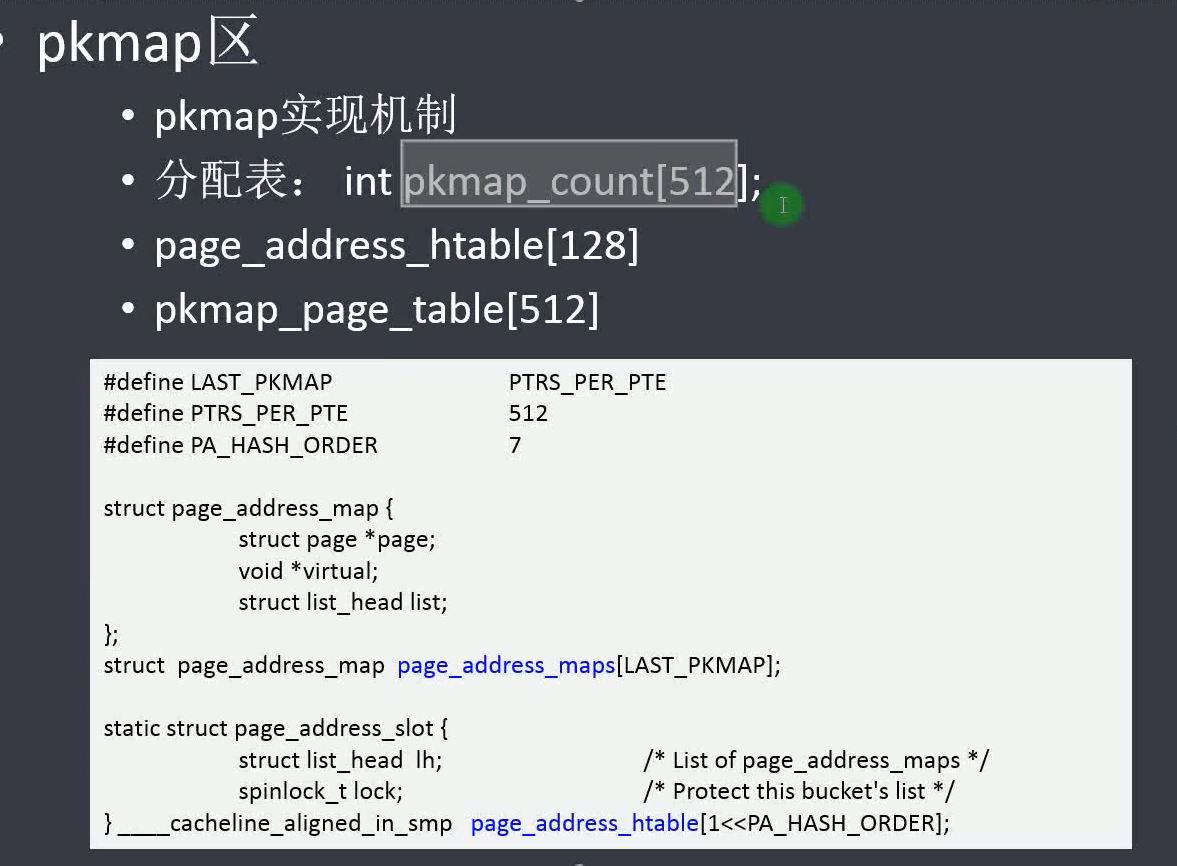 • pkmap区
• pkmap实现机制
• 分配表： int pkmap_count[512];
• page_address_htable[128]
• pkmap_page_table[512]
#define LAST_PKMAP PTRS_PER_PTE
#define PTRS_PER_PTE 512
#define PA_HASH_ORDER 7
struct page_address_map {
struct page *page;
void *virtual;
struct list_head list;
};
struct page_address_map page_address_maps[LAST_PKMAP];
static struct page_address_slot {
struct list_head lh; /* List of page_address_maps */
spinlock_t lock; /* Protect this bucket's list */
} ____cacheline_aligned_in_smp page_address_htable[1<<PA_HASH_ORDER];